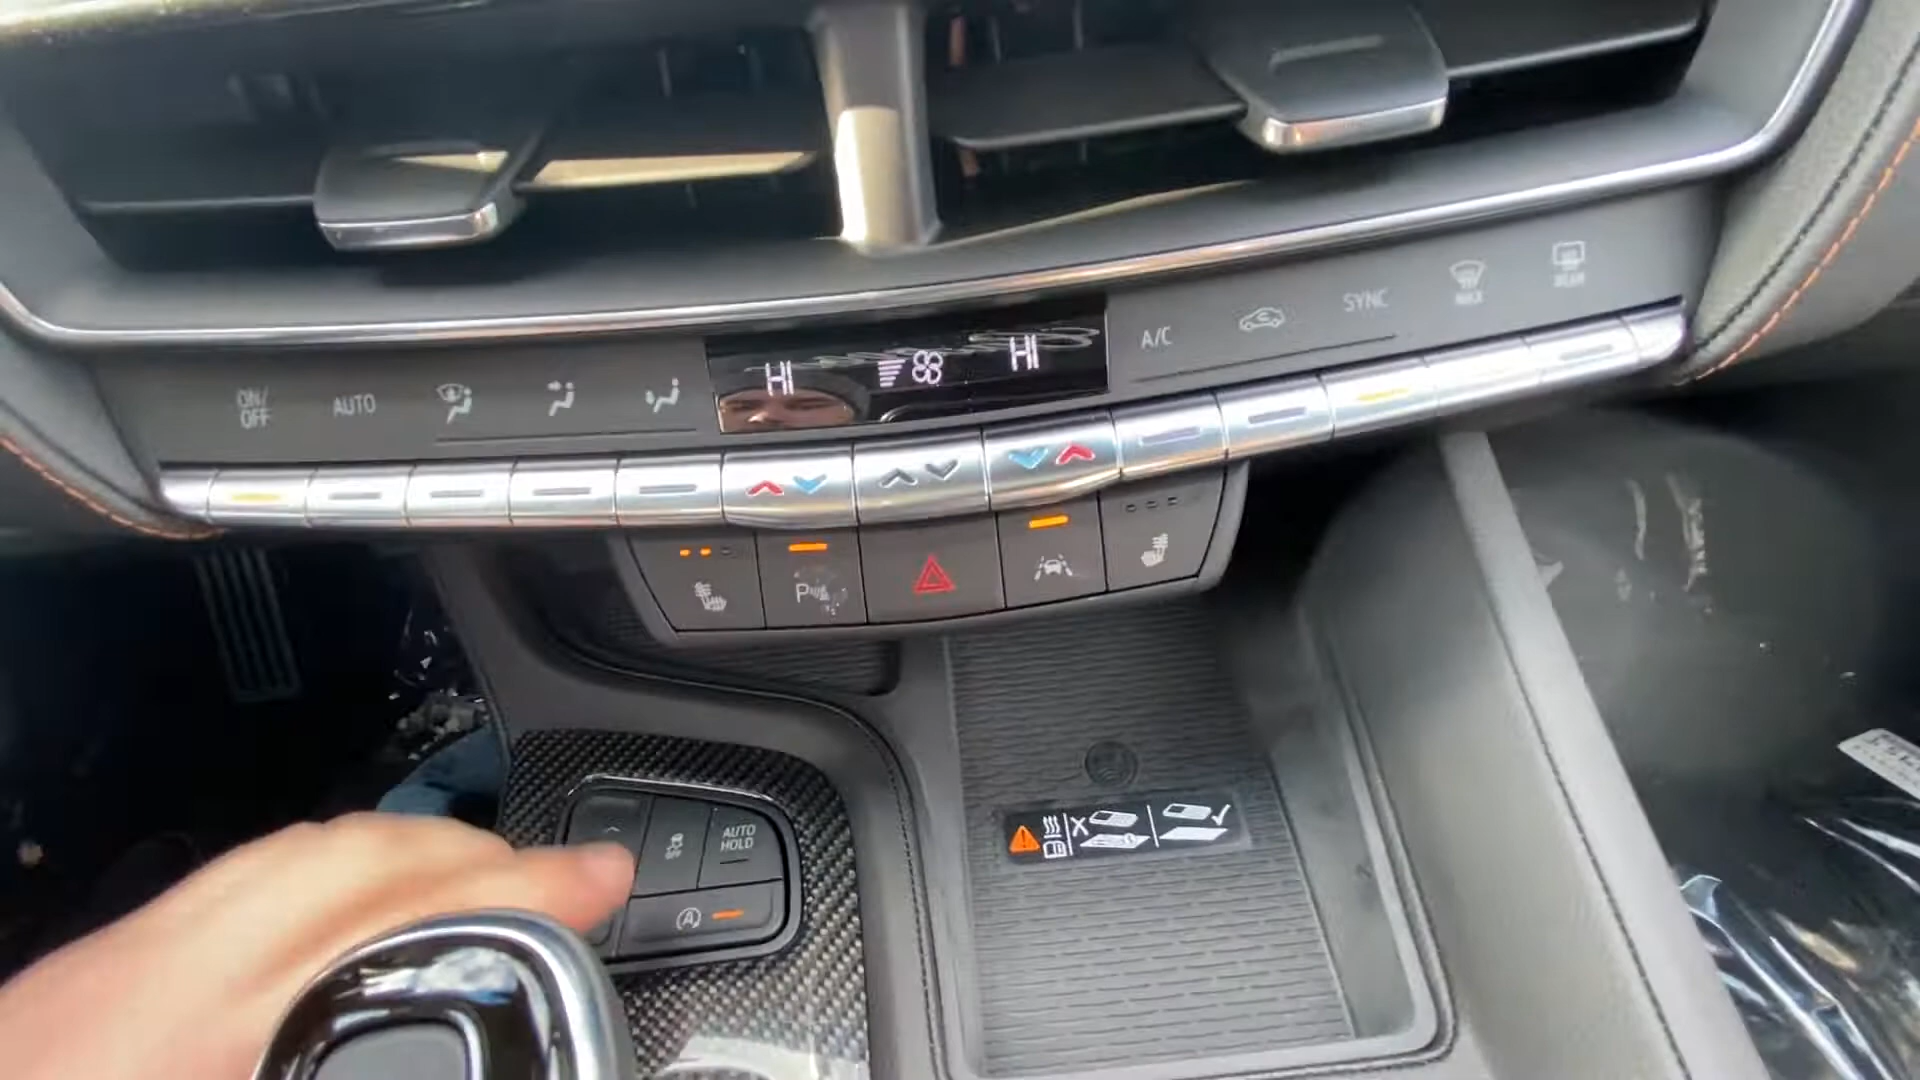 ON/
OFF
AUTO
HI
HI
A/C
SYNC
MAX
REAR
P
OFF
AUTO
HOLD
A